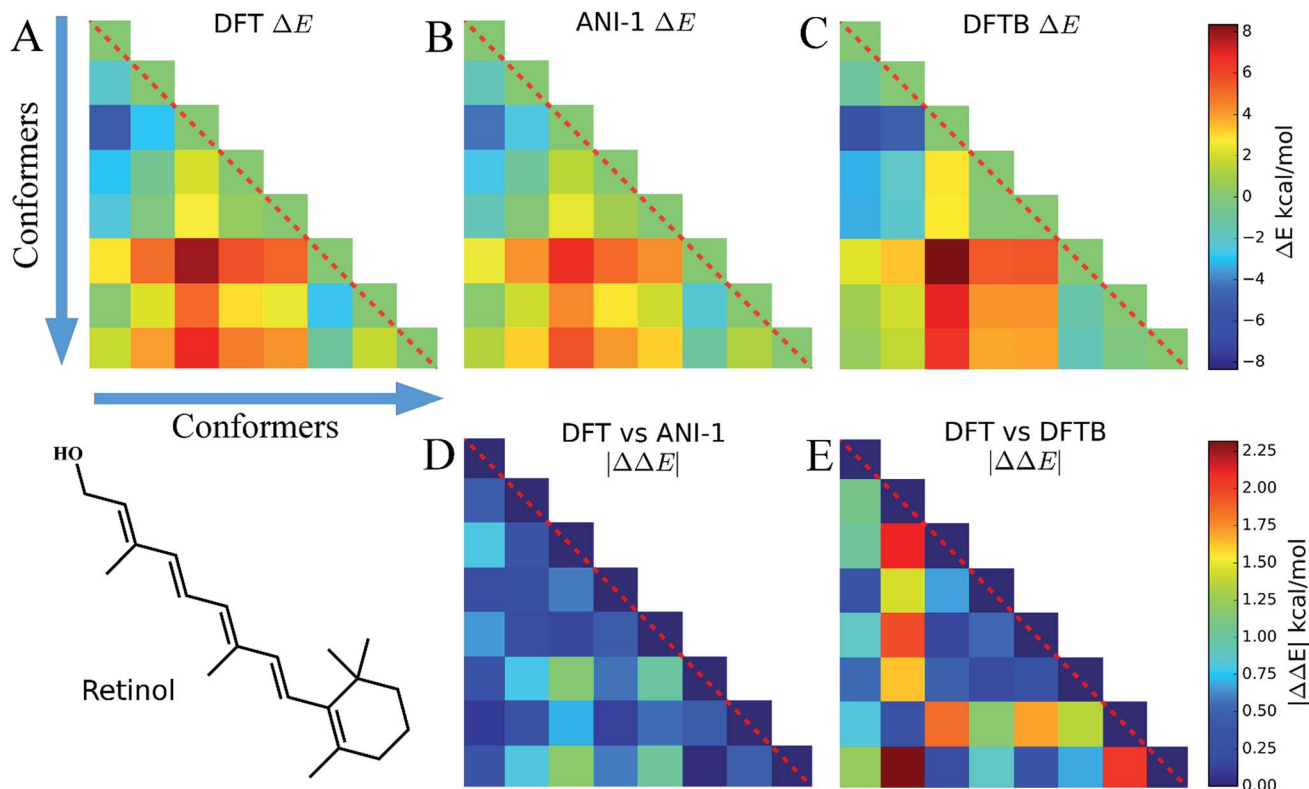 A
DFT ΔE
B
ANI-1 ΔE
C
DFTB ΔE
Conformers
Conformers
8
6
4
2
0
−2
−4
−6
−8
ΔE kcal/mol
HO
Retinol
D
DFT vs ANI-1
|ΔΔE|
E
DFT vs DFTB
|ΔΔE|
2.25
2.00
1.75
1.50
1.25
1.00
0.75
0.50
0.25
0.00
|ΔΔE| kcal/mol